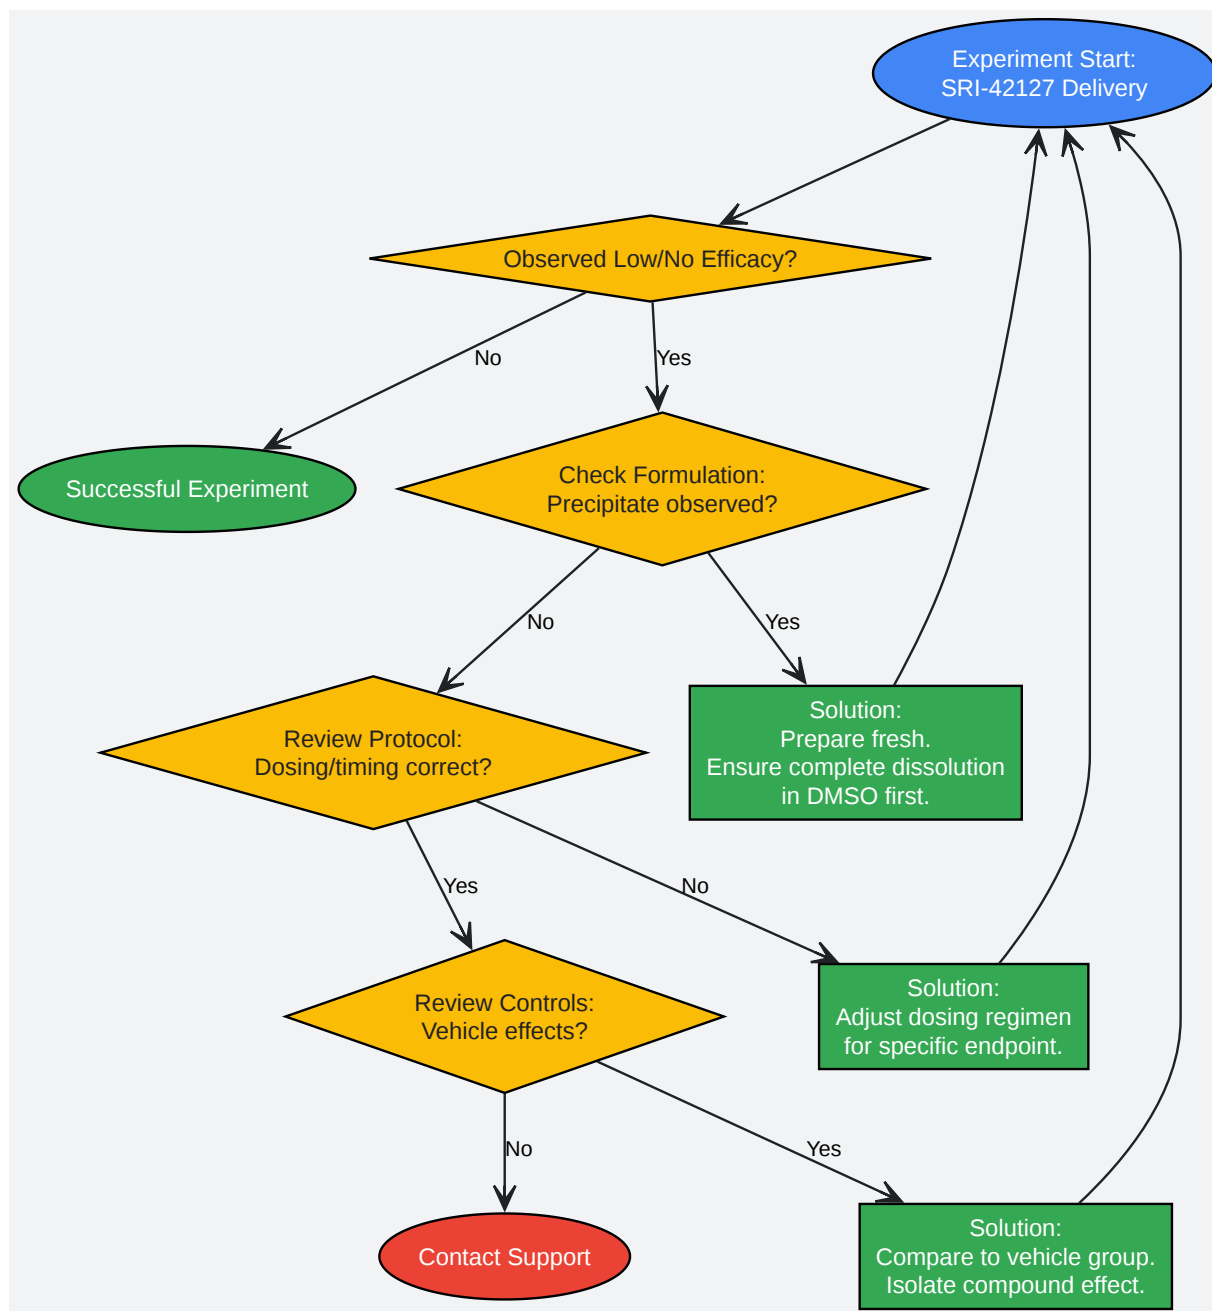 Experiment Start:
SRI-42127 Delivery
Observed Low/No Efficacy?
No
Yes
Successful Experiment
Check Formulation:
Precipitate observed?
No
Yes
Review Protocol:
Dosing/timing correct?
Solution:
Prepare fresh.
Ensure complete dissolution
in DMSO first.
Yes
No
Review Controls:
Vehicle effects?
Solution:
Adjust dosing regimen
for specific endpoint.
No
Yes
Contact Support
Solution:
Compare to vehicle group.
Isolate compound effect.